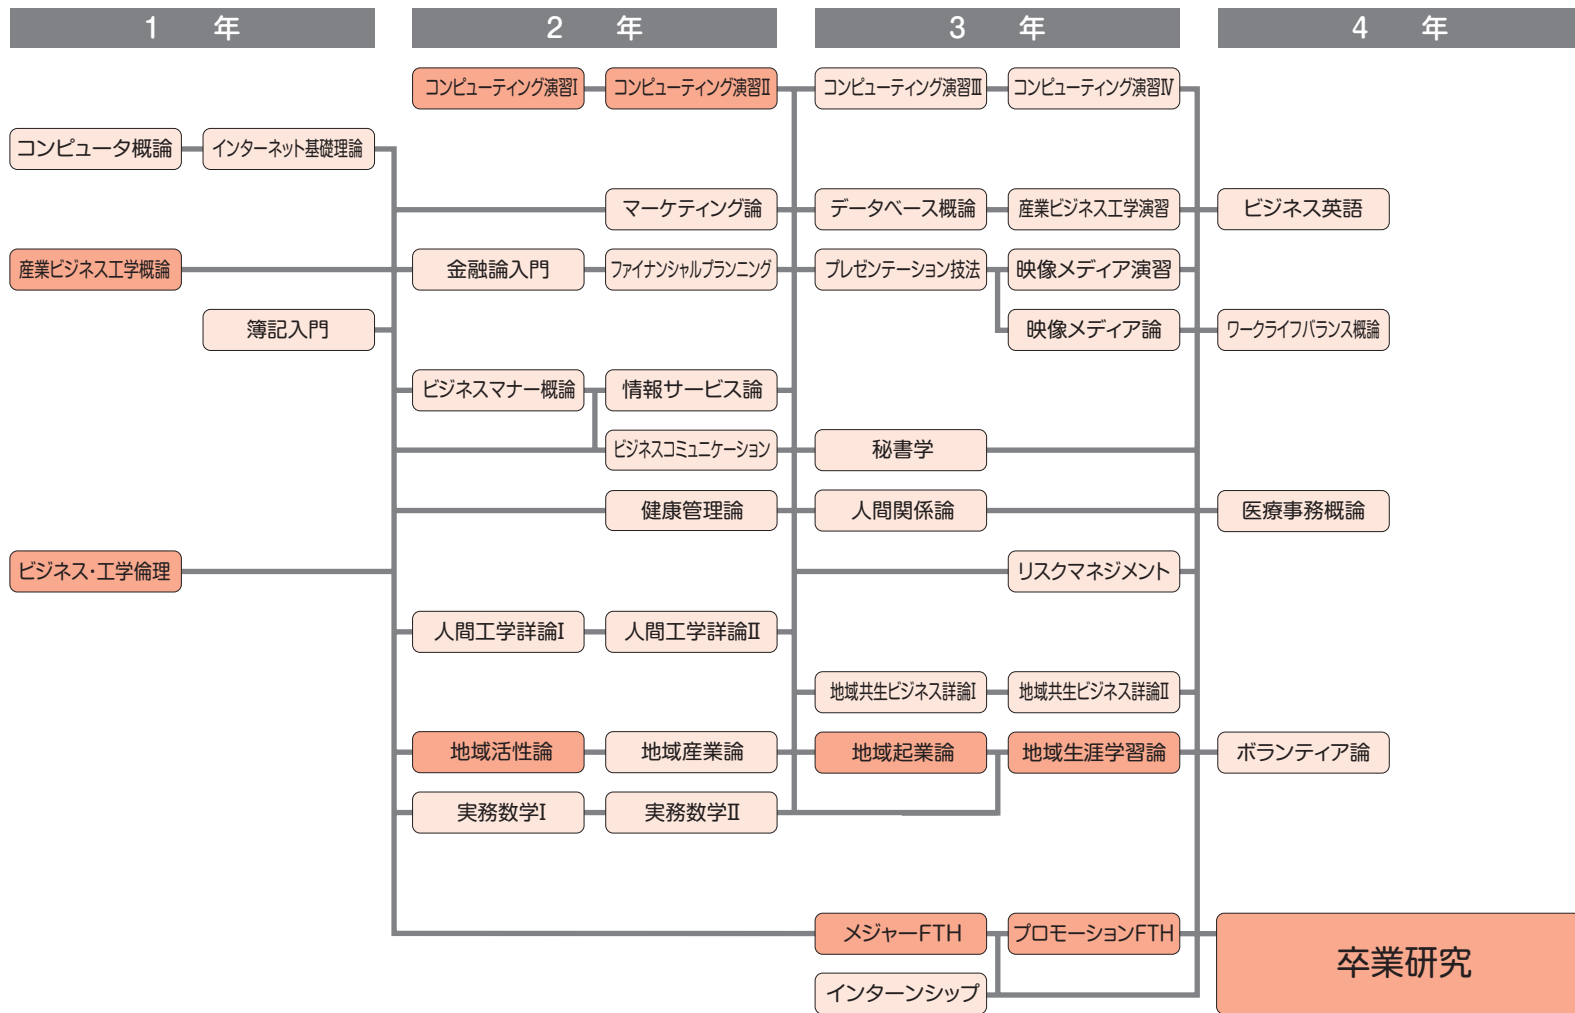 1 年
2 年
3 年
4 年
コンピューティング演習Ⅰ
コンピューティング演習Ⅱ
コンピューティング演習Ⅲ
コンピューティング演習Ⅳ
コンピュータ概論
インターネット基礎理論
マーケティング論
データベース概論
産業ビジネス工学演習
ビジネス英語
産業ビジネス工学概論
金融論入門
ファイナンシャルプランニング
プレゼンテーション技法
映像メディア演習
簿記入門
映像メディア論
ワークライフバランス概論
ビジネスマナー概論
情報サービス論
ビジネスコミュニケーション
秘書学
健康管理論
人間関係論
医療事務概論
ビジネス・工学倫理
リスクマネジメント
人間工学詳論Ⅰ
人間工学詳論Ⅱ
地域共生ビジネス詳論Ⅰ
地域共生ビジネス詳論Ⅱ
地域活性論
地域産業論
地域起業論
地域生涯学習論
ボランティア論
実務数学Ⅰ
実務数学Ⅱ
メジャーFTH
プロモーションFTH
卒業研究
インターンシップ